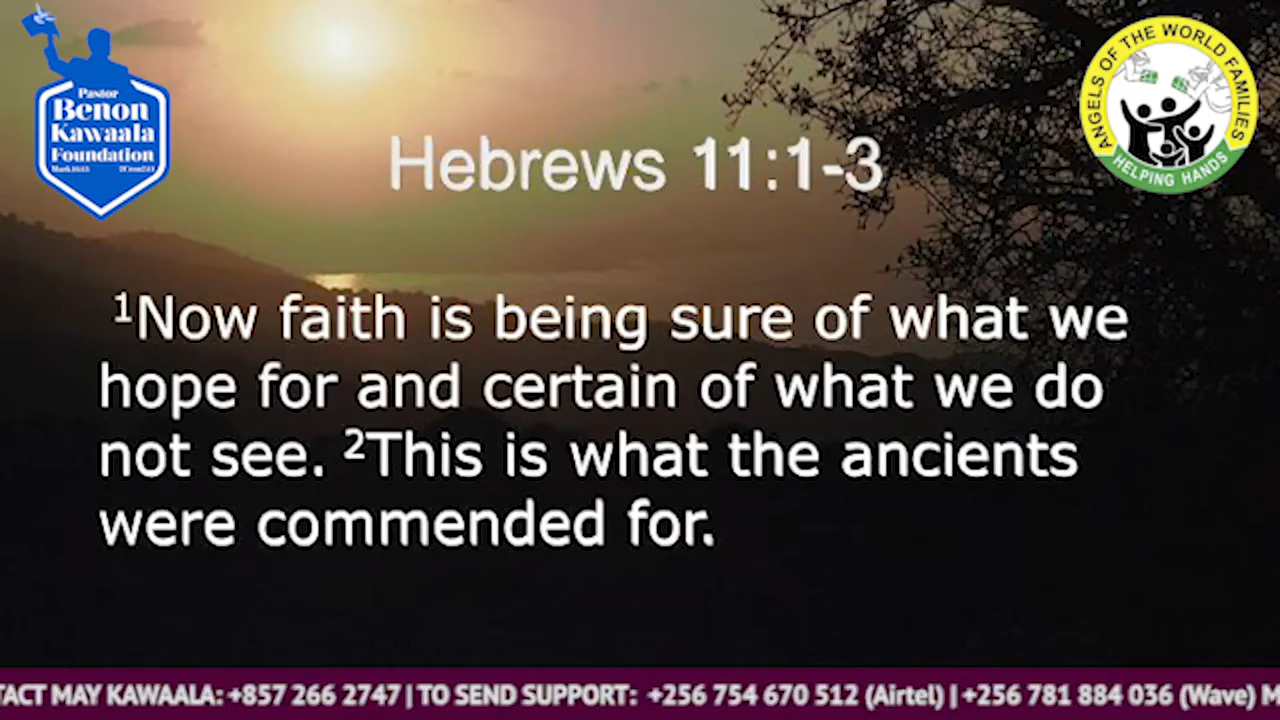 Pastor
Benon
Kawaala
Foundation
ANGELS OF THE WORLD FAMILIES
HELPING HANDS
Hebrews 11:1-3
¹Now faith is being sure of what we
hope for and certain of what we do
not see. ²This is what the ancients
were commended for.
TACT MAY KAWAALA: +857 266 2747 | TO SEND SUPPORT: +256 754 670 512 (Airtel) | +256 781 884 036 (Wave) M